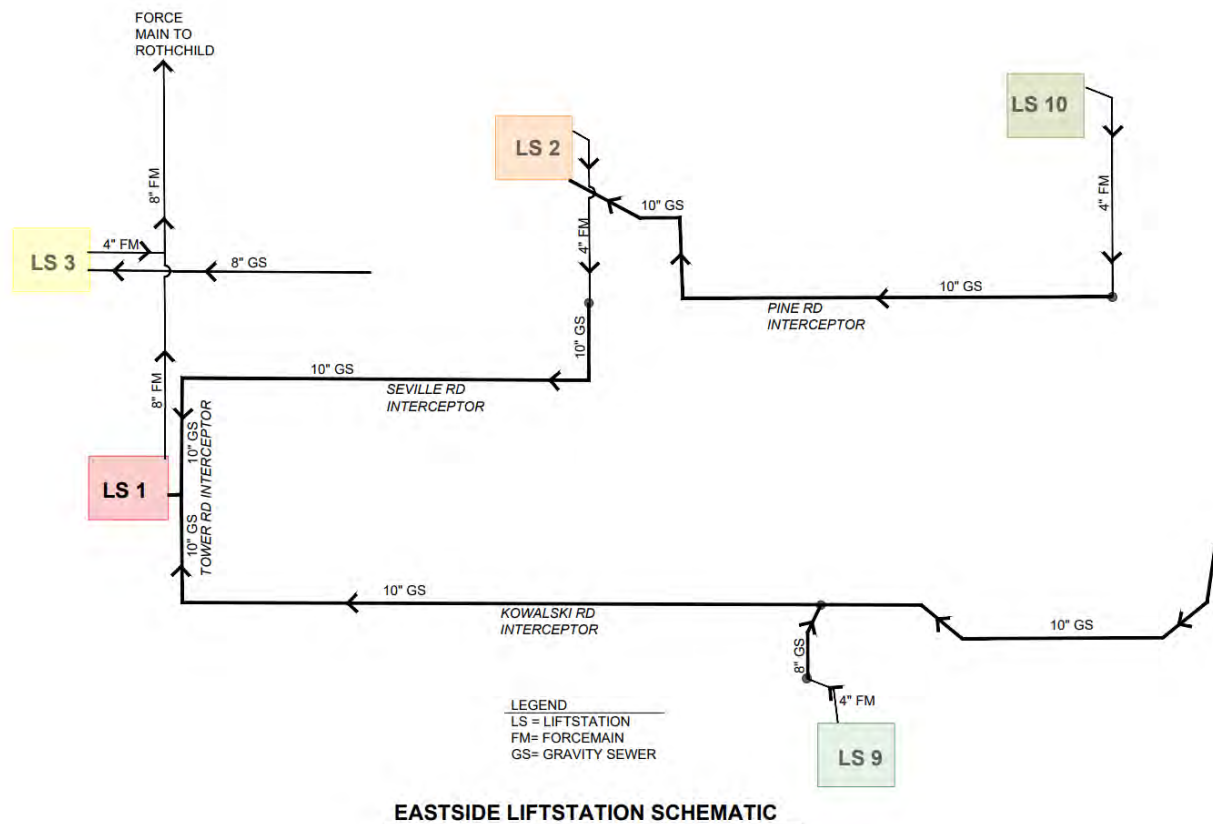 FORCE
MAIN TO
ROTHCHILD
LS 10
LS 2
8" FM
10" GS
4" FM
4" FM
4" FM
LS 3
8" GS
10" GS
PINE RD
INTERCEPTOR
10" GS
10" GS
SEVILLE RD
INTERCEPTOR
8" FM
10" GS
TOWER RD INTERCEPTOR
LS 1
10" GS
10" GS
KOWALSKI RD
INTERCEPTOR
10" GS
8" GS
4" FM
LEGEND
LS = LIFTSTATION
FM= FORCEMAIN
GS= GRAVITY SEWER
LS 9
EASTSIDE LIFTSTATION SCHEMATIC